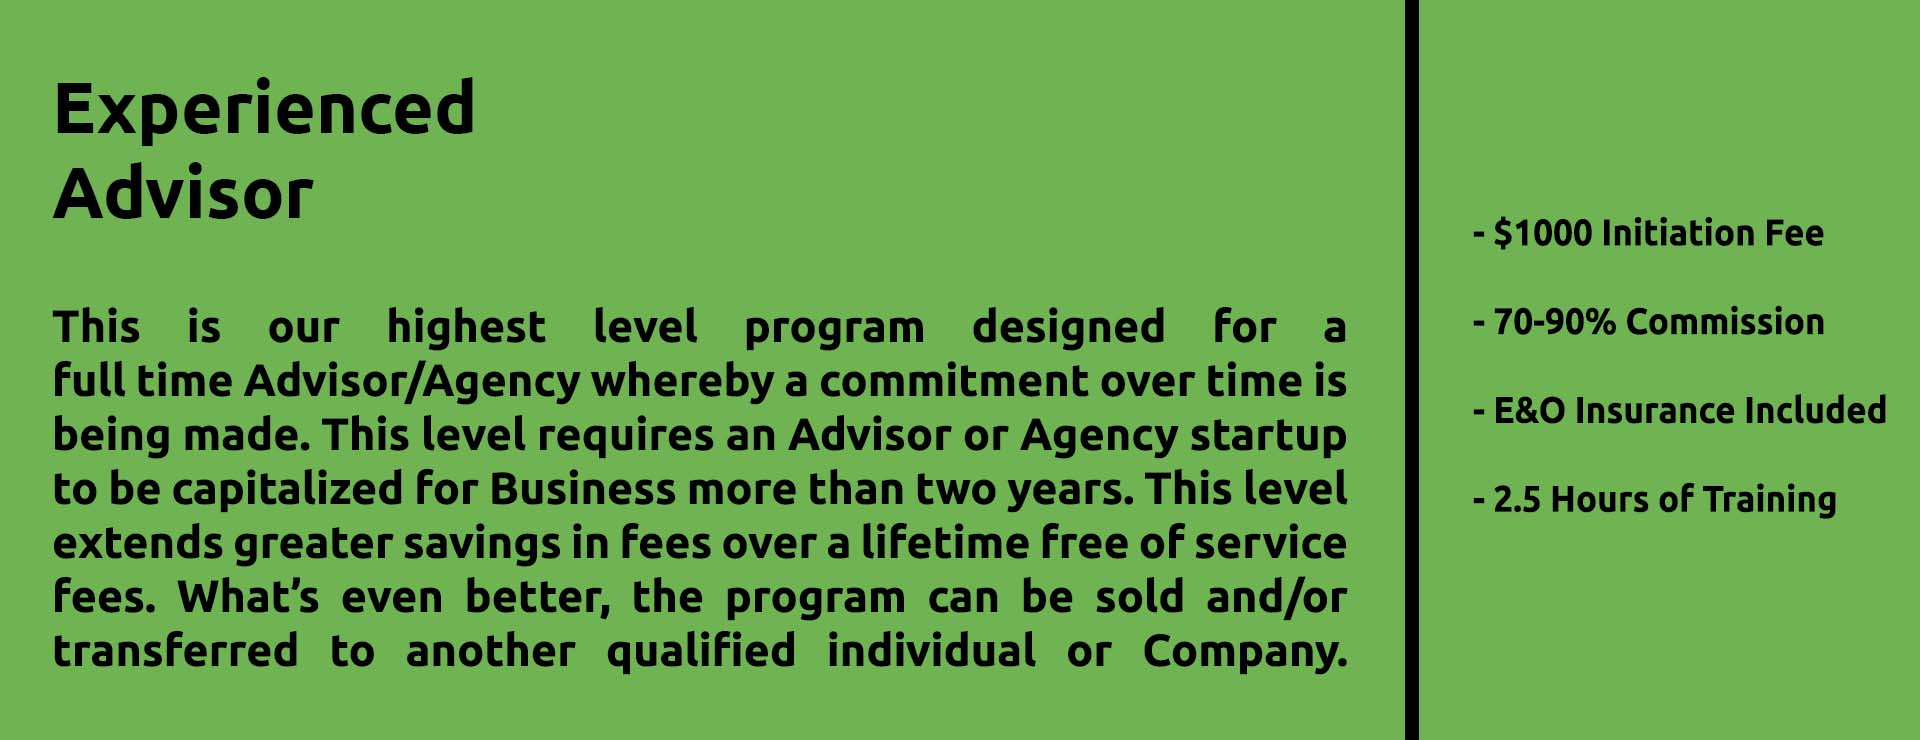 Experienced
Advisor
This is our highest level program designed for a
full time Advisor/Agency whereby a commitment over time is
being made. This level requires an Advisor or Agency startup
to be capitalized for Business more than two years. This level
extends greater savings in fees over a lifetime free of service
fees. What’s even better, the program can be sold and/or
transferred to another qualified individual or Company.
- $1000 Initiation Fee
- 70-90% Commission
- E&O Insurance Included
- 2.5 Hours of Training